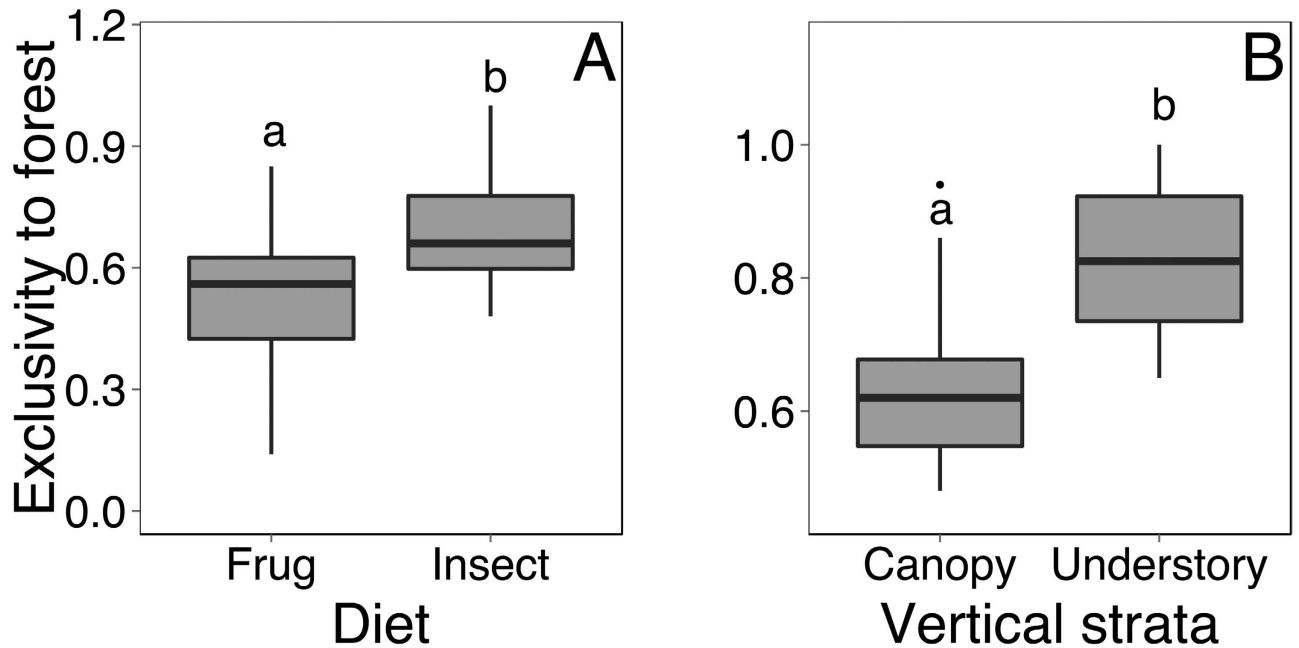 Exclusivity to forest
1.2
0.9
0.6
0.3
0.0
A
a
b
Frug Insect
Diet
B
1.0
0.8
0.6
a
b
Canopy Understory
Vertical strata